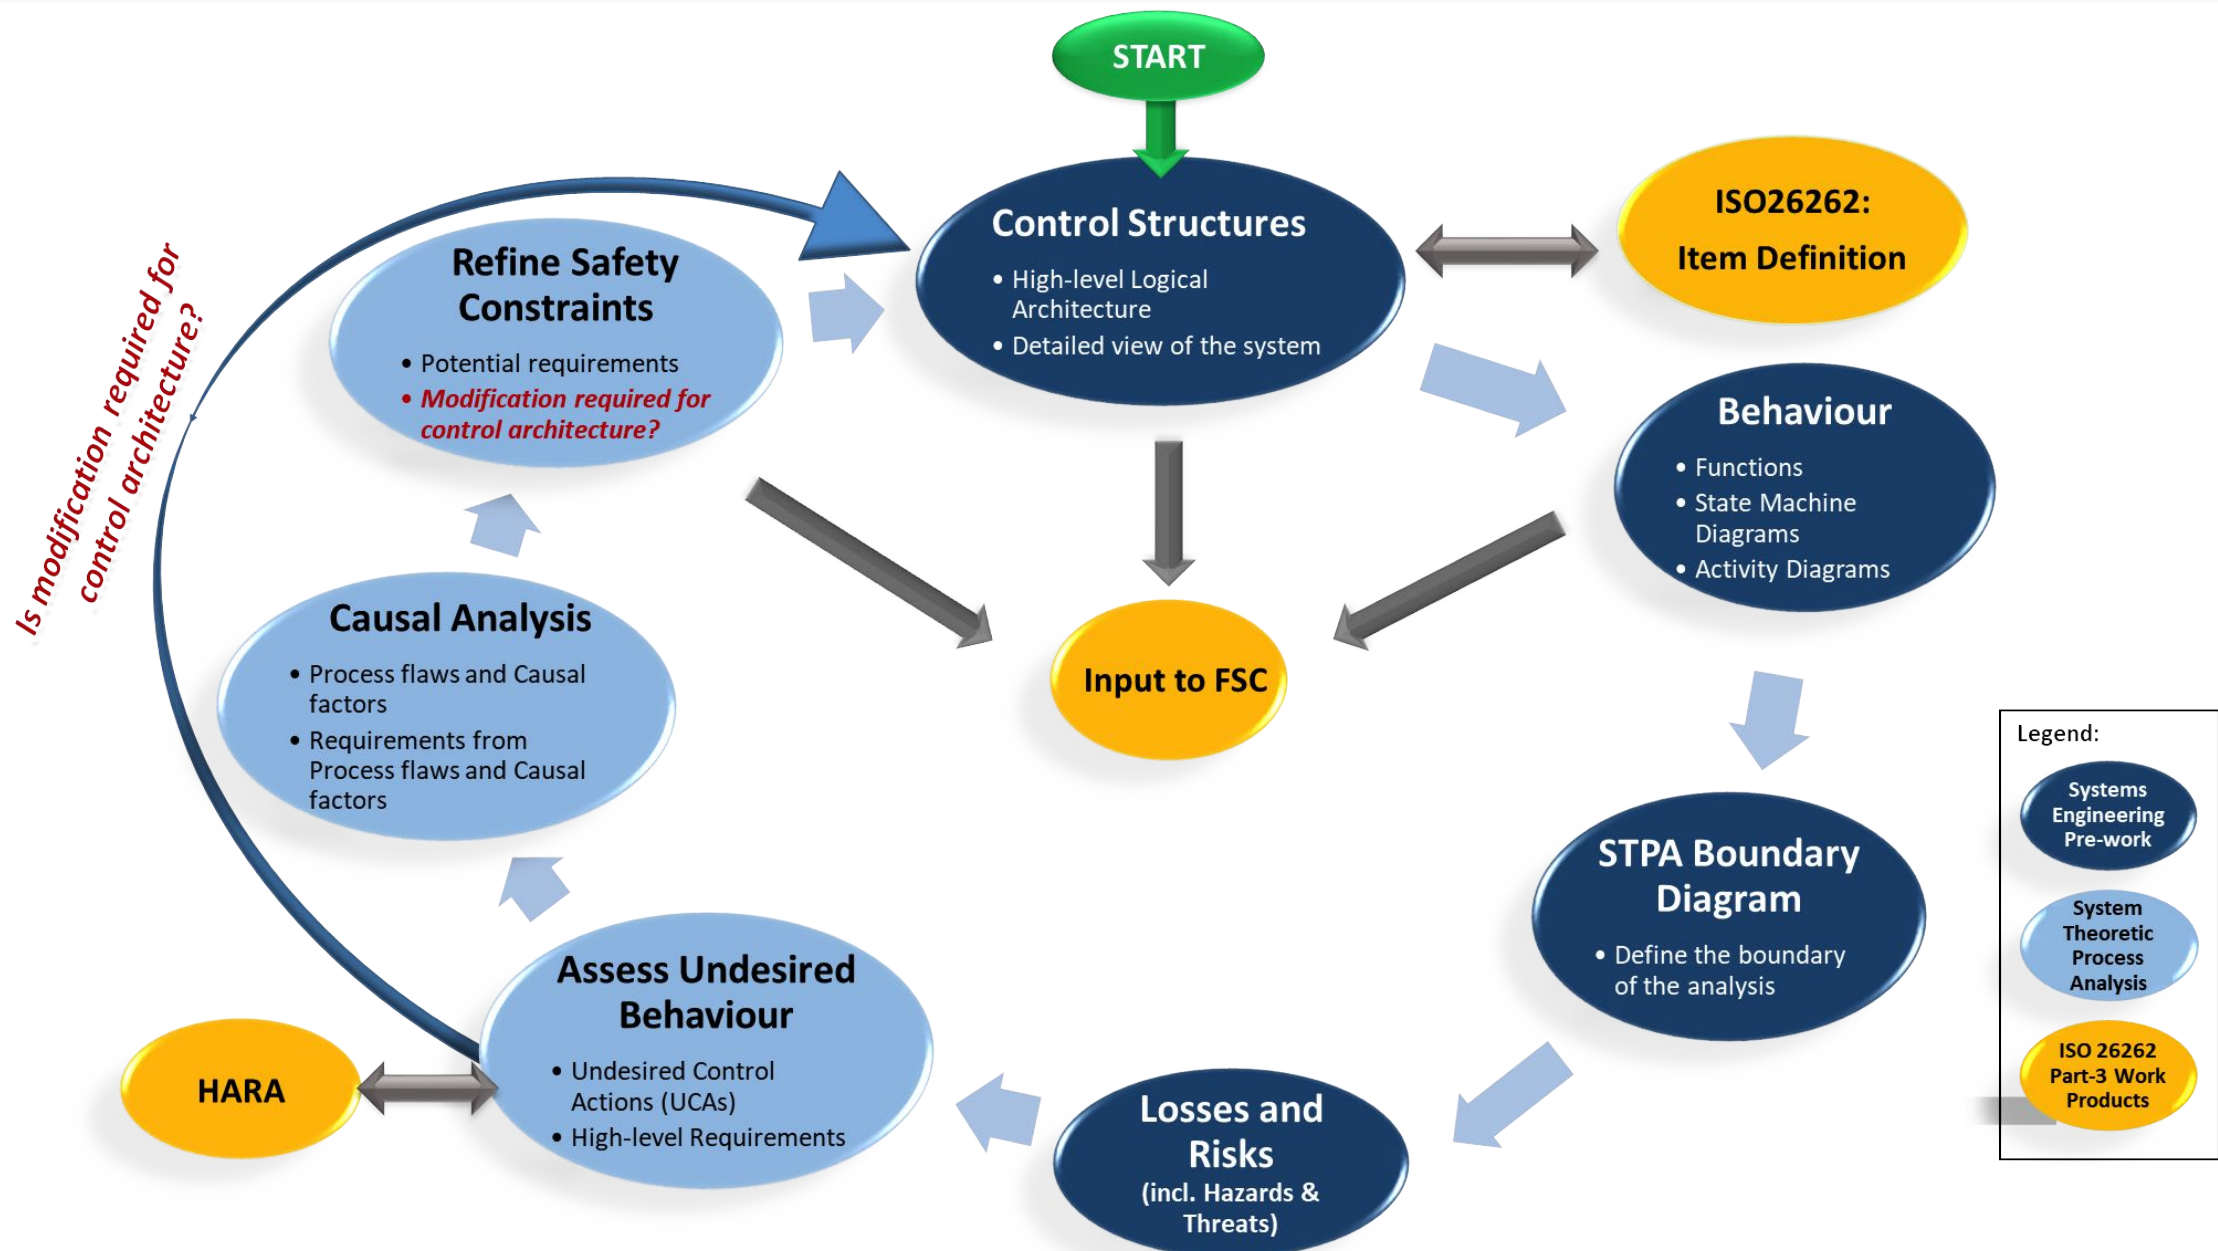 START
Control Structures
• High-level Logical
Architecture
• Detailed view of the system
ISO26262:
Item Definition
Behaviour
• Functions
• State Machine
Diagrams
• Activity Diagrams
STPA Boundary
Diagram
• Define the boundary
of the analysis
Losses and
Risks
(incl. Hazards &
Threats)
Assess Undesired
Behaviour
• Undesired Control
Actions (UCAs)
• High-level Requirements
HARA
Causal Analysis
• Process flaws and Causal
factors
• Requirements from
Process flaws and Causal
factors
Refine Safety
Constraints
• Potential requirements
• Modification required for
control architecture?
Is modification required for
control architecture?
Input to FSC
Legend:
Systems
Engineering
Pre-work
System
Theoretic
Process
Analysis
ISO 26262
Part-3 Work
Products